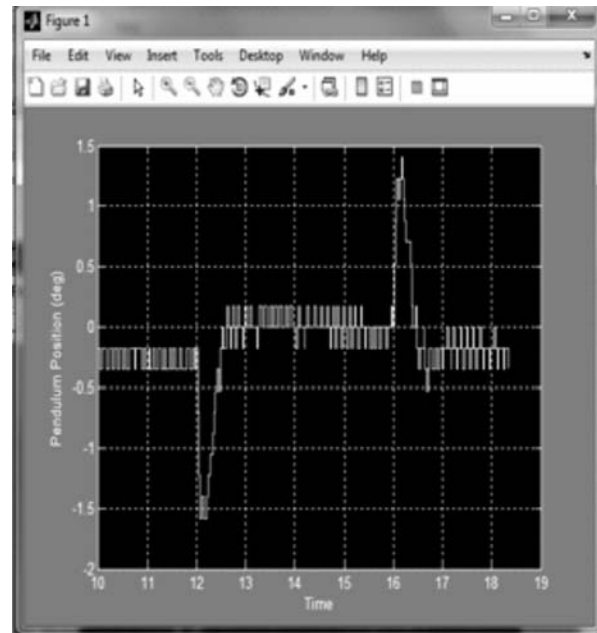 Figure 1
File Edit View Insert Tools Desktop Window Help
Pendulum Position (deg)
1.5
1
0.5
0
-0.5
-1
-1.5
-2
10 11 12 13 14 15 16 17 18 19
Time